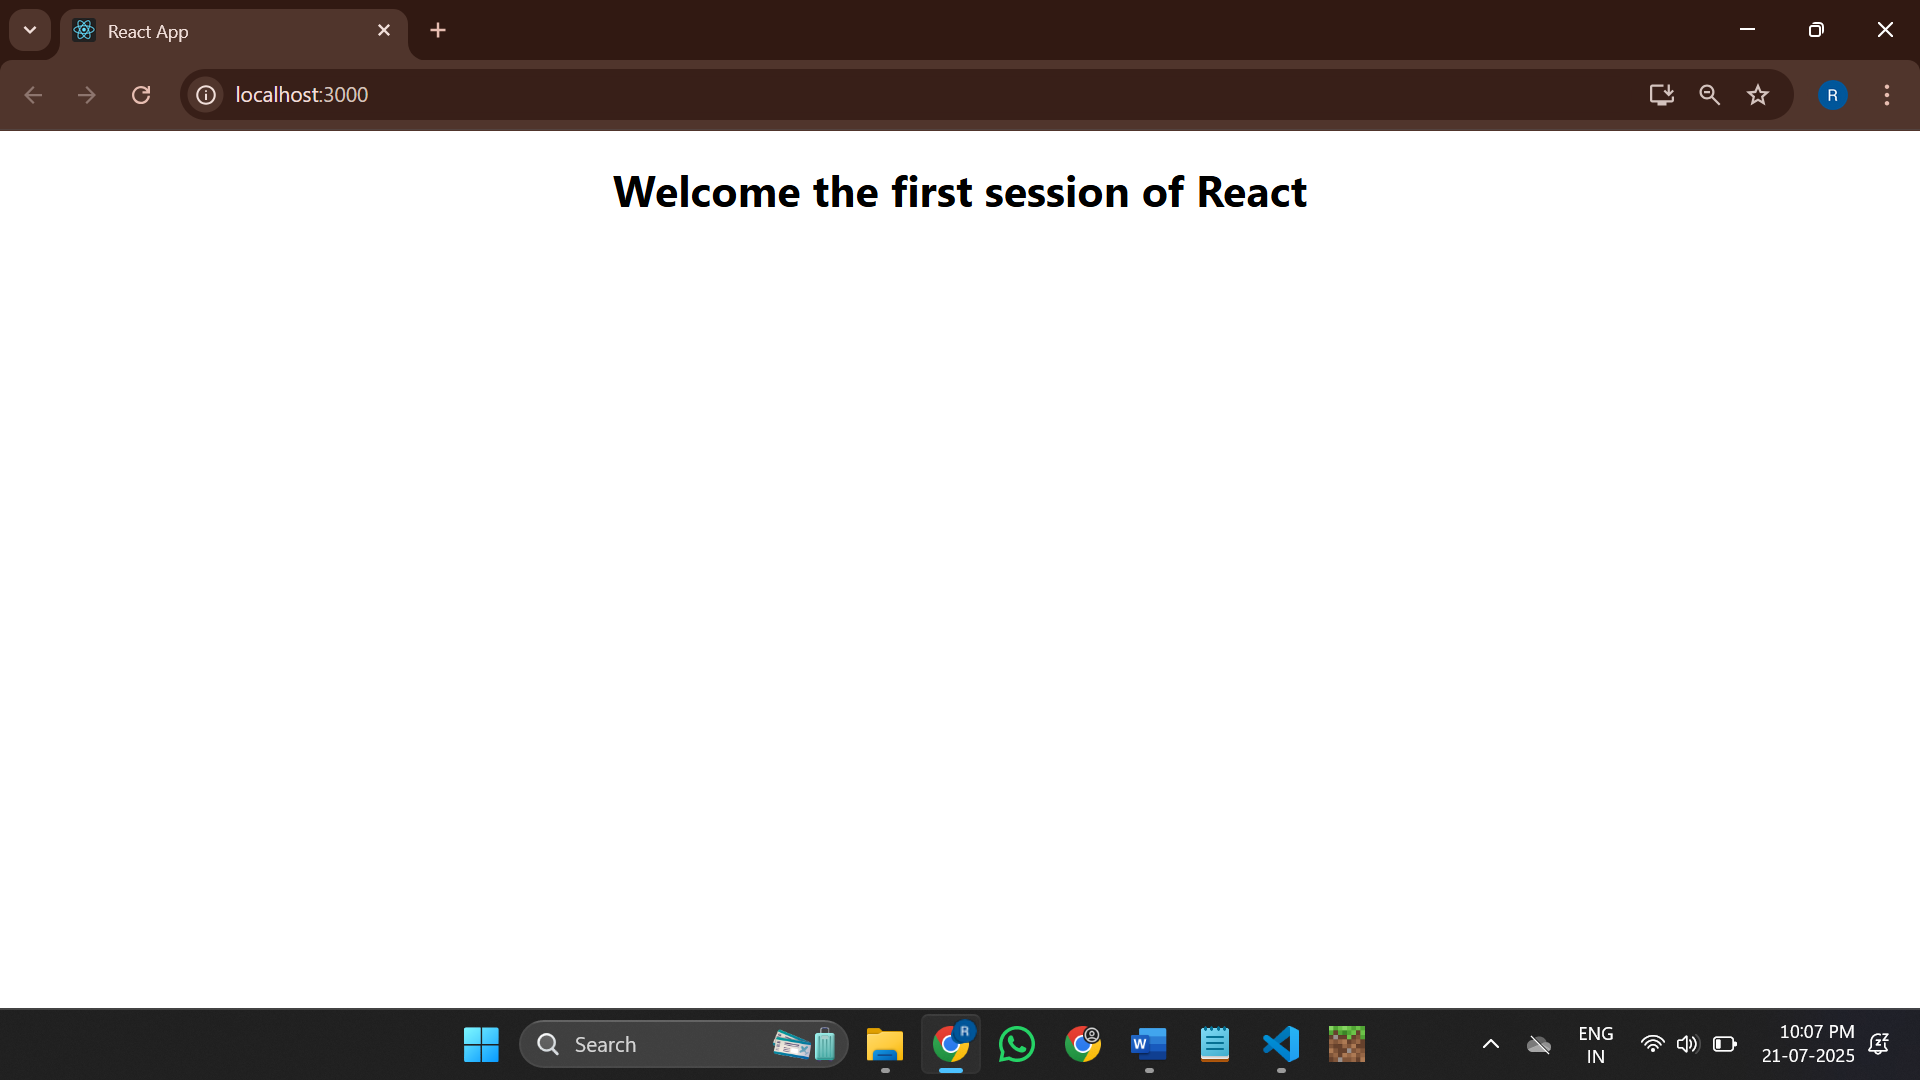 React App
localhost:3000
R
Welcome the first session of React
Search
R
W
ENG
IN
10:07 PM
21-07-2025